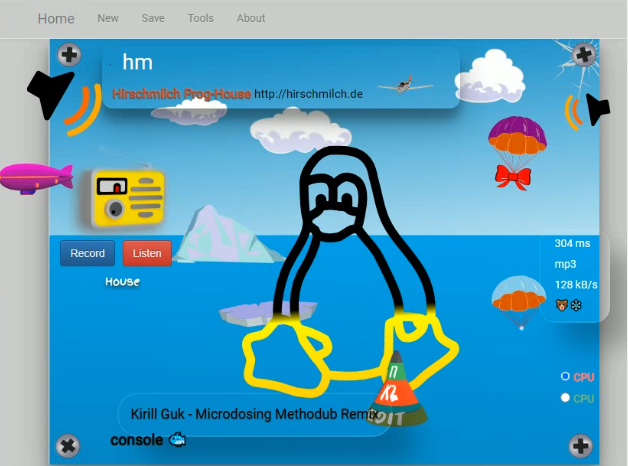 Home New Save Tools About
hm
Hirschmilch Prog-House http://hirschmilch.de
304 ms
Record Listen
mp3
House
128 kB/s
CPU
CPU
Kirill Guk - Microdosing Methodub Remix
console